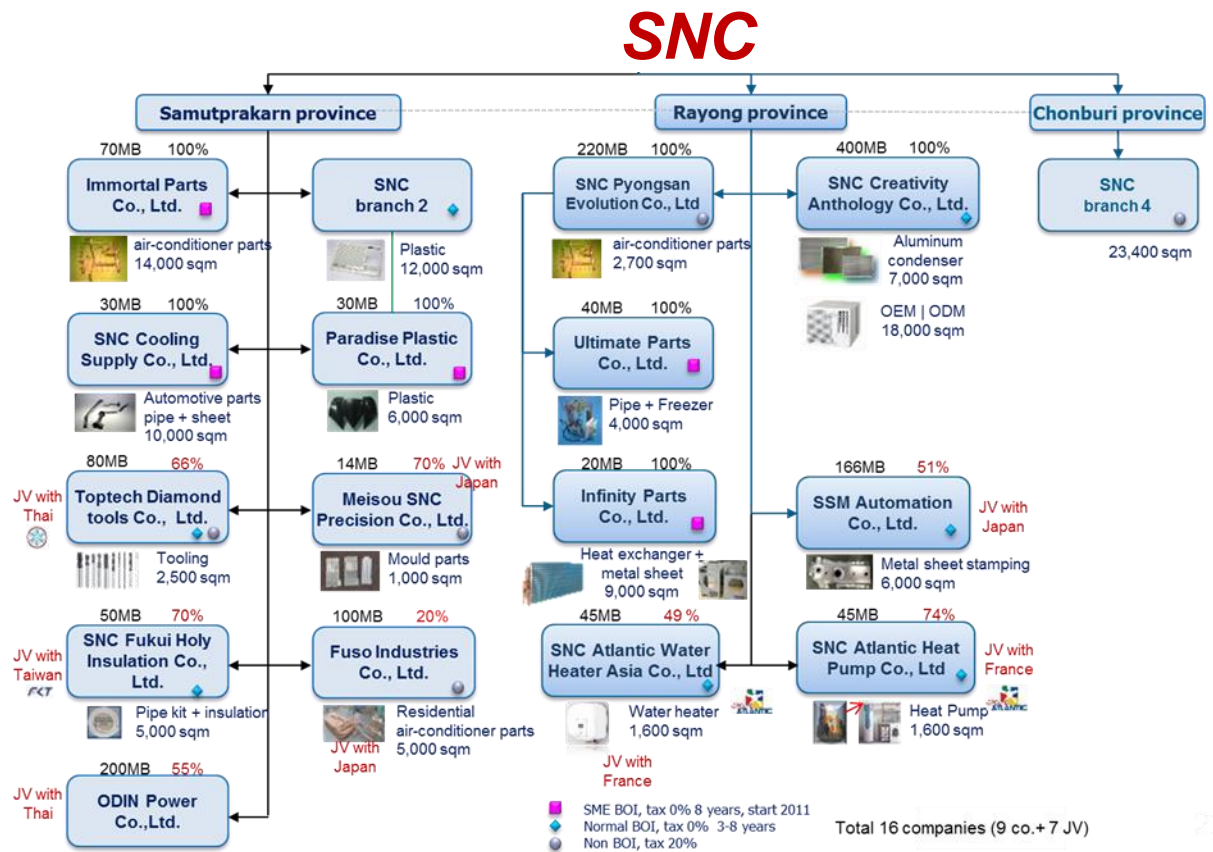 SNC
Samutprakarn province
Rayong province
Chonburi province
70MB 100%
Immortal Parts
Co., Ltd.
air-conditioner parts
14,000 sqm
SNC
branch 2
Plastic
12,000 sqm
30MB 100%
SNC Cooling
Supply Co., Ltd.
Automotive parts
pipe + sheet
10,000 sqm
30MB 100%
Paradise Plastic
Co., Ltd.
Plastic
6,000 sqm
80MB 66%
JV with
Thai
Toptech Diamond
tools Co., Ltd.
Tooling
2,500 sqm
14MB 70% JV with
Japan
Meisou SNC
Precision Co., Ltd.
Mould parts
1,000 sqm
50MB 70%
JV with
Taiwan
FKT
SNC Fukui Holy
Insulation Co.,
Ltd.
Pipe kit + insulation
5,000 sqm
100MB 20%
Fuso Industries
Co., Ltd.
Residential
air-conditioner parts
5,000 sqm
JV with
Japan
200MB 55%
JV with
Thai
ODIN Power
Co.,Ltd.
220MB 100%
SNC Pyongsan
Evolution Co., Ltd
air-conditioner parts
2,700 sqm
400MB 100%
SNC Creativity
Anthology Co., Ltd.
Aluminum
condenser
7,000 sqm
OEM | ODM
18,000 sqm
40MB 100%
Ultimate Parts
Co., Ltd.
Pipe + Freezer
4,000 sqm
20MB 100%
Infinity Parts
Co., Ltd.
Heat exchanger +
metal sheet
9,000 sqm
166MB 51%
SSM Automation
Co., Ltd.
JV with
Japan
Metal sheet stamping
6,000 sqm
45MB 49 %
SNC Atlantic Water
Heater Asia Co., Ltd
Water heater
1,600 sqm
JV with
France
ATLANTIC
45MB 74%
SNC Atlantic Heat
Pump Co., Ltd
JV with
France
ATLANTIC
Heat Pump
1,600 sqm
SNC
branch 4
23,400 sqm
SME BOI, tax 0% 8 years, start 2011
Normal BOI, tax 0% 3-8 years
Non BOI, tax 20%
Total 16 companies (9 co.+ 7 JV)